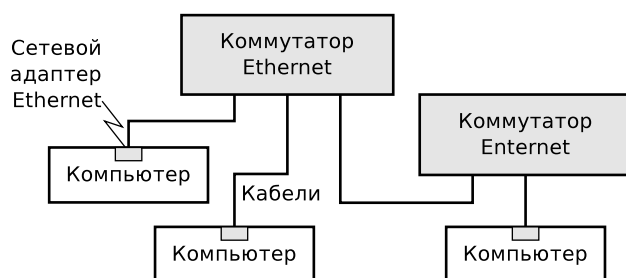 Сетевой
адаптер
Ethernet
Коммутатор
Ethernet
Коммутатор
Enternet
Компьютер
Кабели
Компьютер
Компьютер